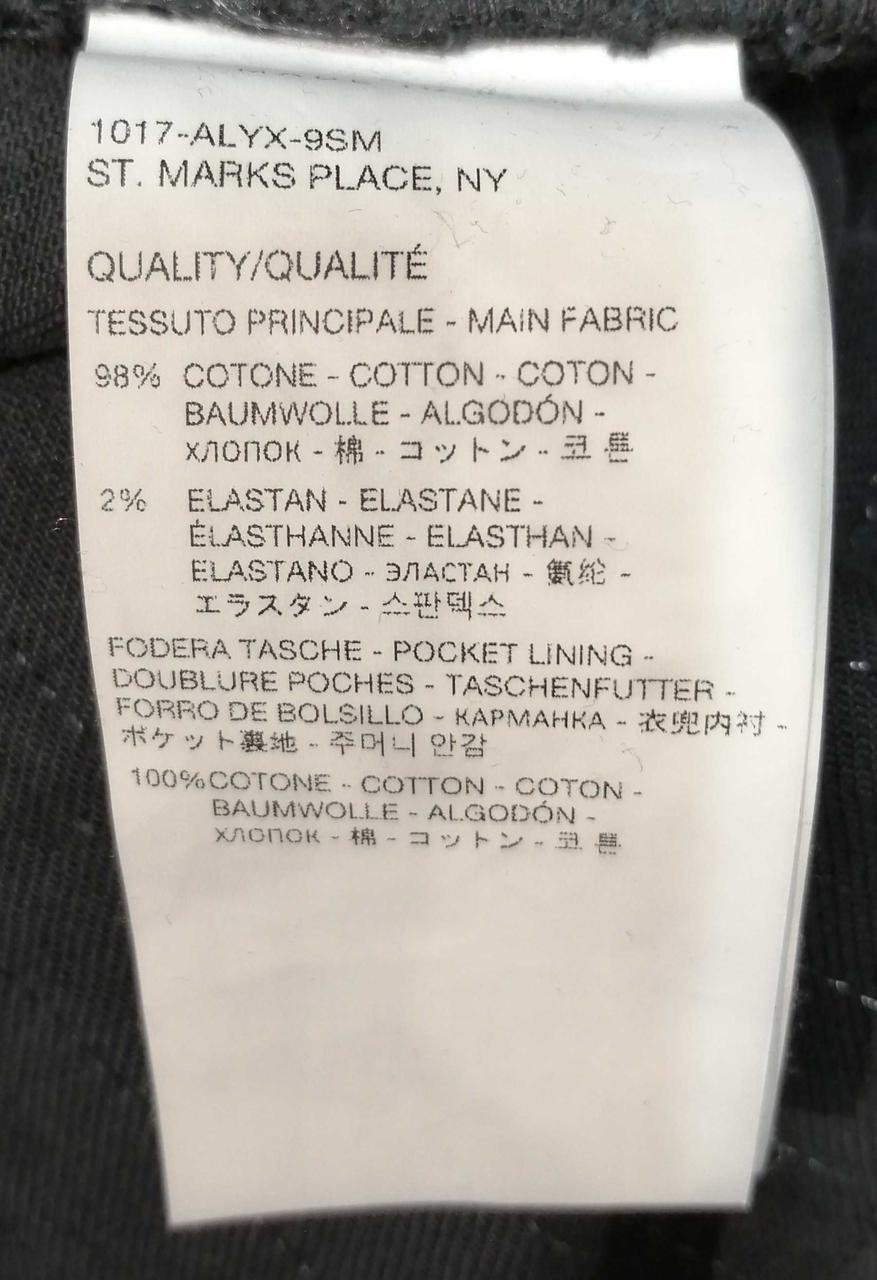 1017-ALYX-9SM
ST. MARKS PLACE, NY
QUALITY/QUALITÉ
TESSUTO PRINCIPALE - MAIN FABRIC
98% COTONE - COTTON - COTON -
BAUMWOLLE - ALGODÓN -
ХЛОПОК - 棉 - コットン - 코튼
2% ELASTAN - ELASTANE -
ÉLASTHANNE - ELASTHAN -
ELASTANO - ЭЛАСТАН - 氨纶 -
エラスタン - 스판덱스
FODERA TASCHE - POCKET LINING -
DOUBLURE POCHES - TASCHENFUTTER -
FORRO DE BOLSILLO - КАРМАНКА - 衣兜内衬 -
ポケット裏地 - 주머니 안감
100% COTONE - COTTON - COTON -
BAUMWOLLE - ALGODÓN -
ХЛОПОК - 棉 - コットン - 코튼